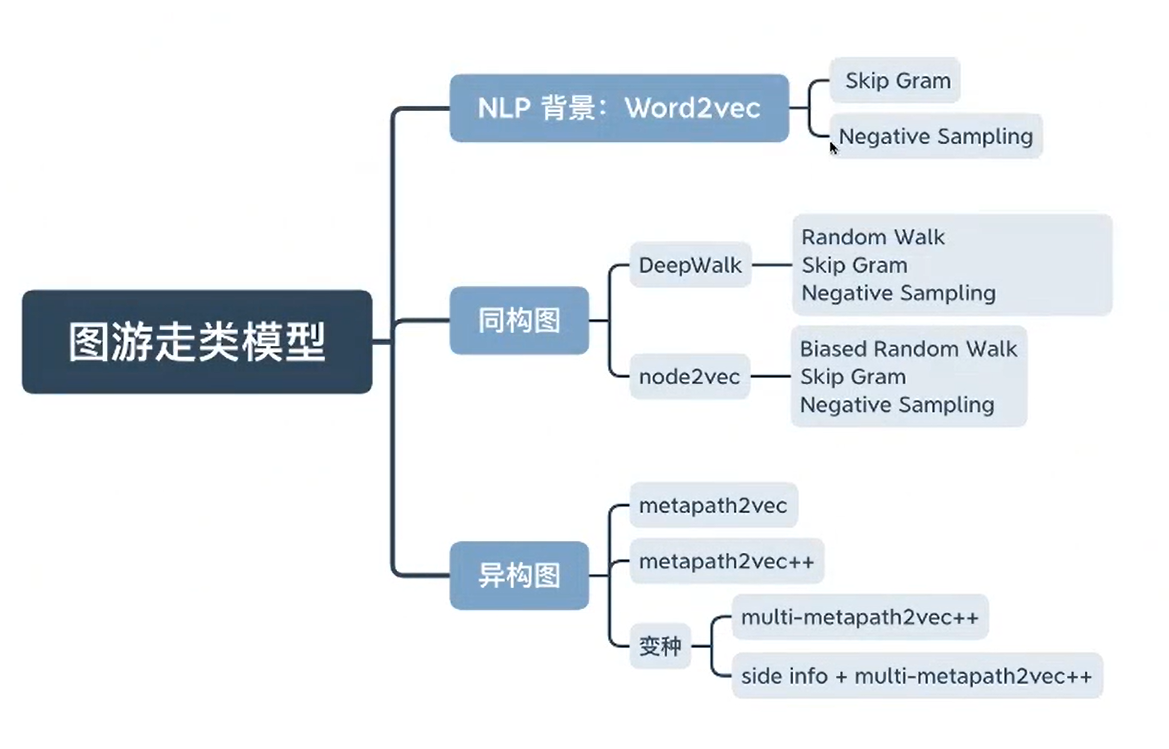 图游走类模型
NLP 背景：Word2vec
Skip Gram
Negative Sampling
同构图
DeepWalk
Random Walk
Skip Gram
Negative Sampling
node2vec
Biased Random Walk
Skip Gram
Negative Sampling
异构图
metapath2vec
metapath2vec++
变种
multi-metapath2vec++
side info + multi-metapath2vec++